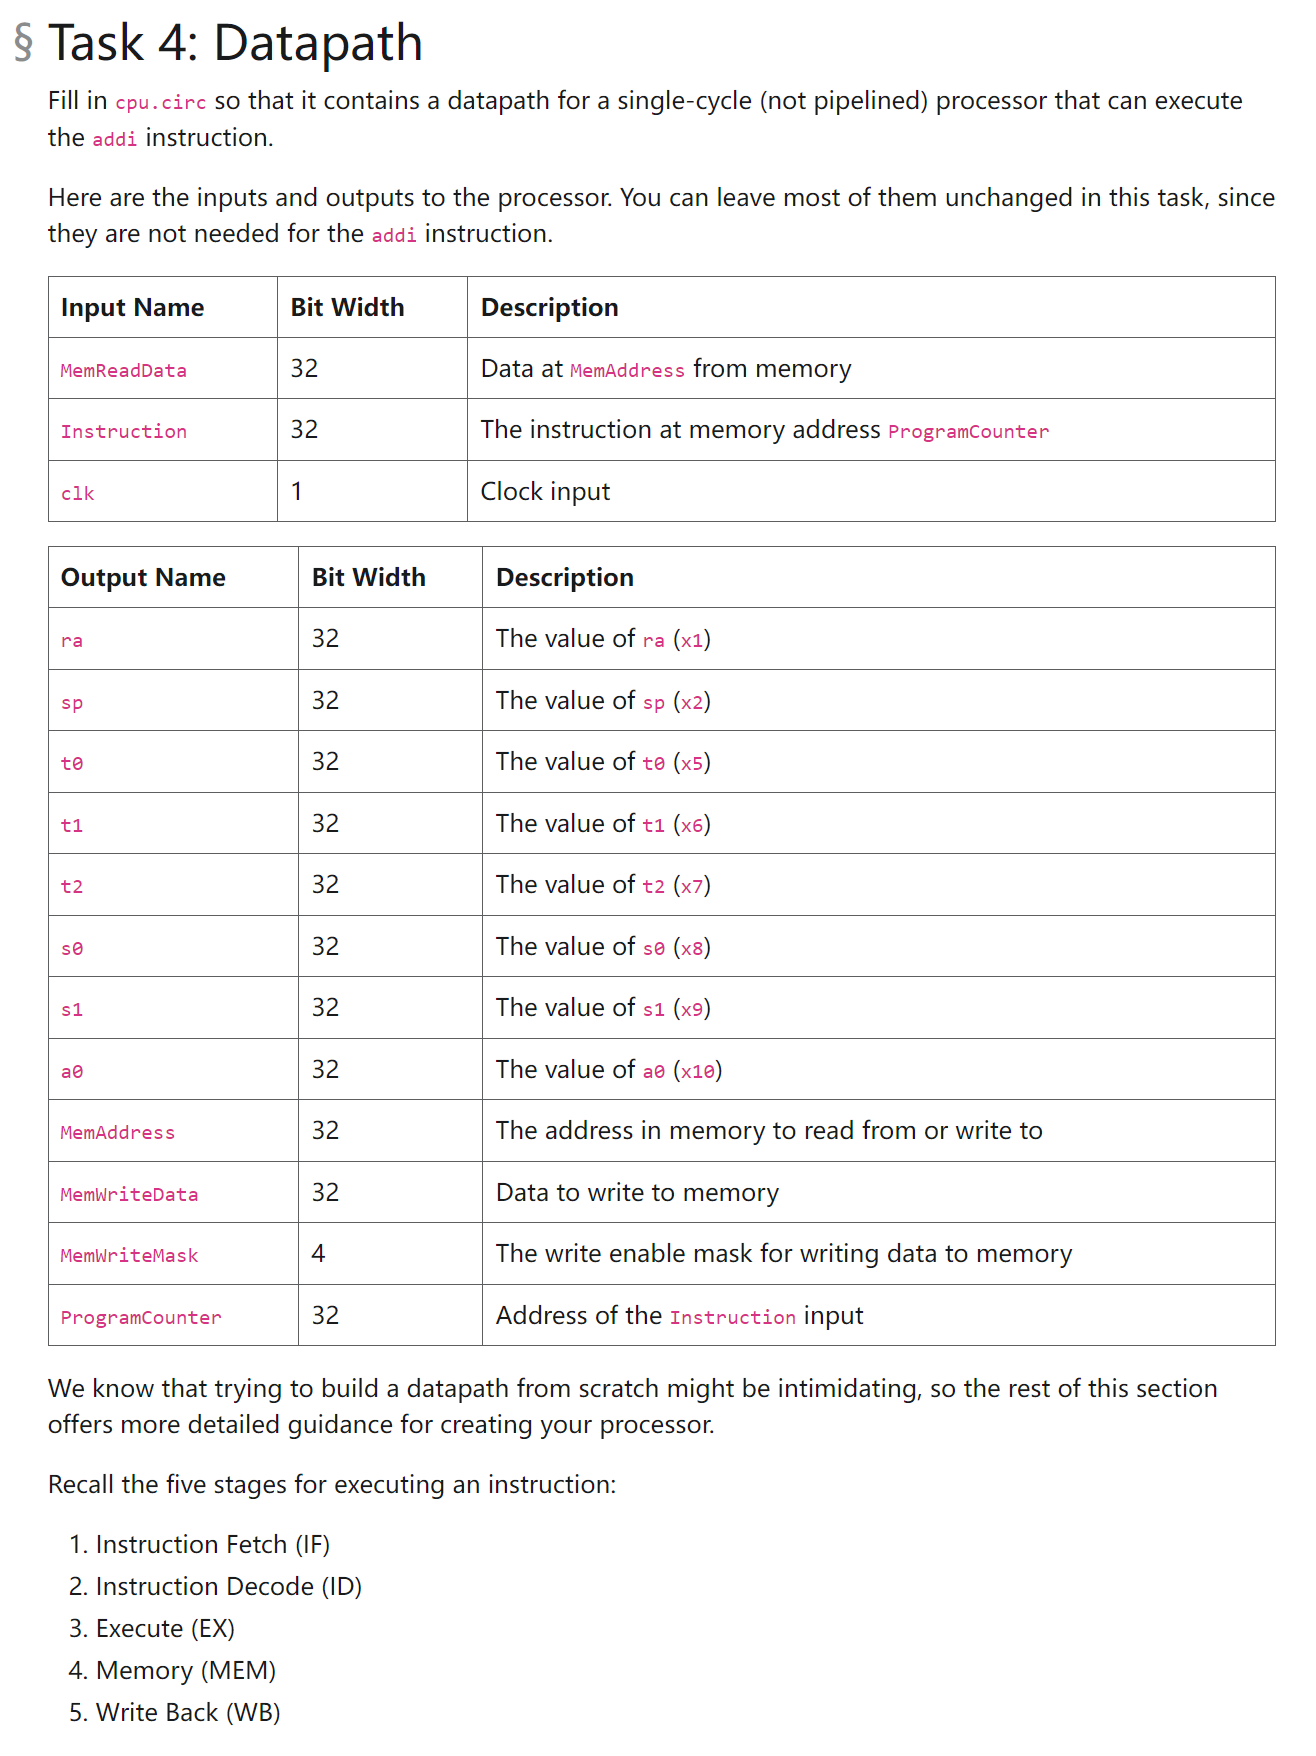 § Task 4: Datapath
Fill in cpu.circ so that it contains a datapath for a single-cycle (not pipelined) processor that can execute
the addi instruction.
Here are the inputs and outputs to the processor. You can leave most of them unchanged in this task, since
they are not needed for the addi instruction.
Input Name Bit Width Description
MemReadData 32 Data at MemAddress from memory
Instruction 32 The instruction at memory address ProgramCounter
clk 1 Clock input
Output Name Bit Width Description
ra 32 The value of ra (x1)
sp 32 The value of sp (x2)
t0 32 The value of t0 (x5)
t1 32 The value of t1 (x6)
t2 32 The value of t2 (x7)
s0 32 The value of s0 (x8)
s1 32 The value of s1 (x9)
a0 32 The value of a0 (x10)
MemAddress 32 The address in memory to read from or write to
MemWriteData 32 Data to write to memory
MemWriteMask 4 The write enable mask for writing data to memory
ProgramCounter 32 Address of the Instruction input
We know that trying to build a datapath from scratch might be intimidating, so the rest of this section
offers more detailed guidance for creating your processor.
Recall the five stages for executing an instruction:
1. Instruction Fetch (IF)
2. Instruction Decode (ID)
3. Execute (EX)
4. Memory (MEM)
5. Write Back (WB)